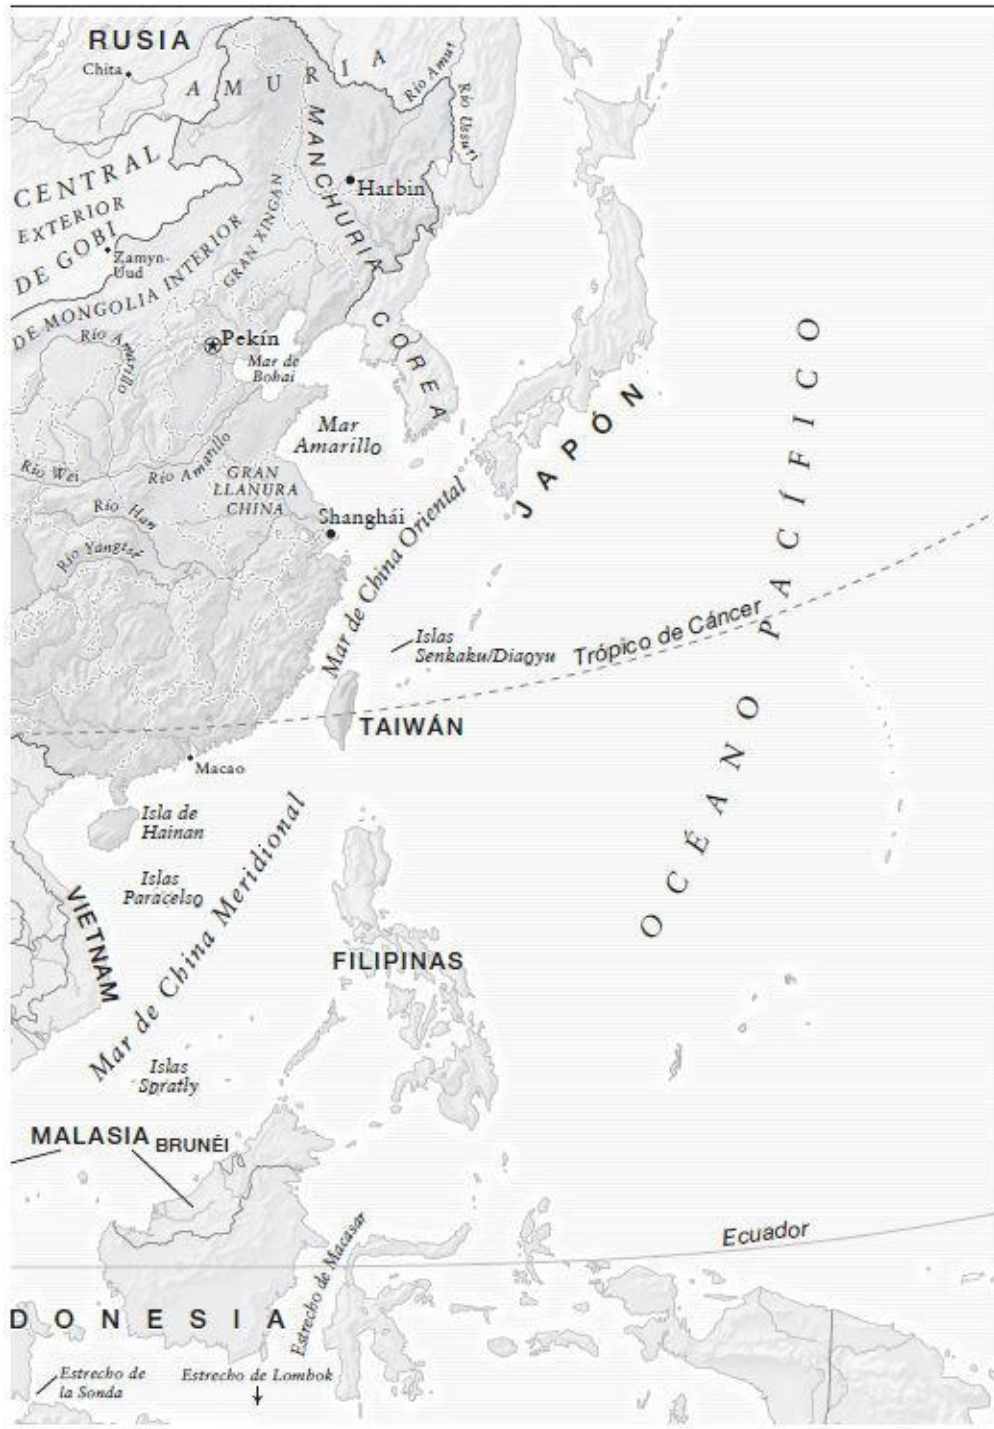 RUSIA
Chita
AMURIA
Río Amur
Río Ussuri
MANCHURIA
Harbin
CENTRAL
EXTERIOR
DE GOBI
Zamyn-
Uud
DE MONGOLIA INTERIOR
GRAN XINGAN
Río Amarillo
Pekín
Mar de
Bohai
COREA
Mar
Amarillo
JAPÓN
Río Wei
Río Amarillo
GRAN
LLANURA
CHINA
Río Han
Shanghái
Río Yangtsé
Mar de China Oriental
Islas
Senkaku/Diaoyu
Trópico de Cáncer
OCÉANO PACÍFICO
TAIWÁN
Macao
Isla de
Hainan
Islas
Paracelso
VIETNAM
Mar de China Meridional
FILIPINAS
Islas
Spratly
MALASIA
BRUNÉI
Ecuador
Estrecho de Macasar
DONESIA
Estrecho de
la Sonda
Estrecho de Lombok